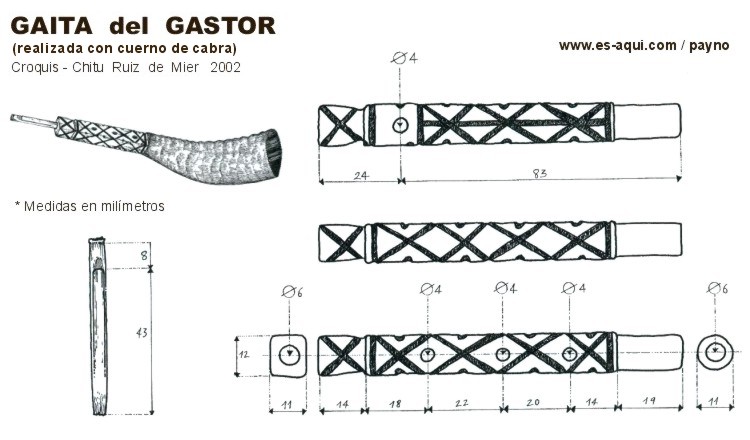 GAITA del GASTOR
(realizada con cuerno de cabra)
Croquis - Chitu Ruiz de Mier 2002
www.es-aqui.com / payno
Ø4
24
83
* Medidas en milímetros
8
43
Ø6
Ø4
Ø4
Ø4
Ø6
12
11
14
18
22
20
14
19
11